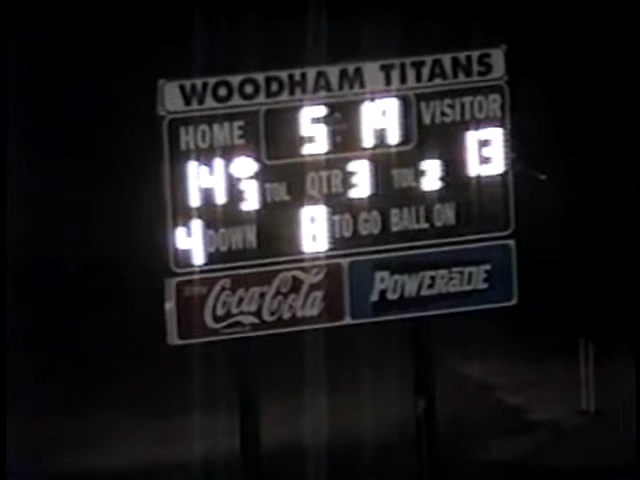 WOODHAM TITANS
HOME 5:19 VISITOR
14 3 TOL QTR 3 TOL 2 13
4 DOWN 8 TO GO BALL ON
Coca-Cola POWERADE